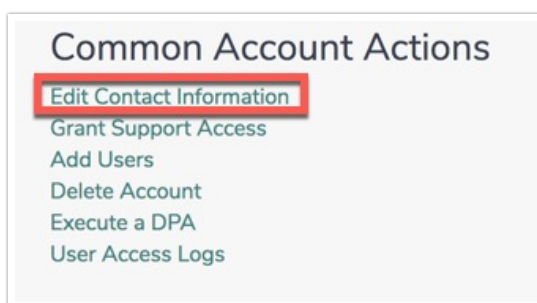 Common Account Actions
Edit Contact Information
Grant Support Access
Add Users
Delete Account
Execute a DPA
User Access Logs